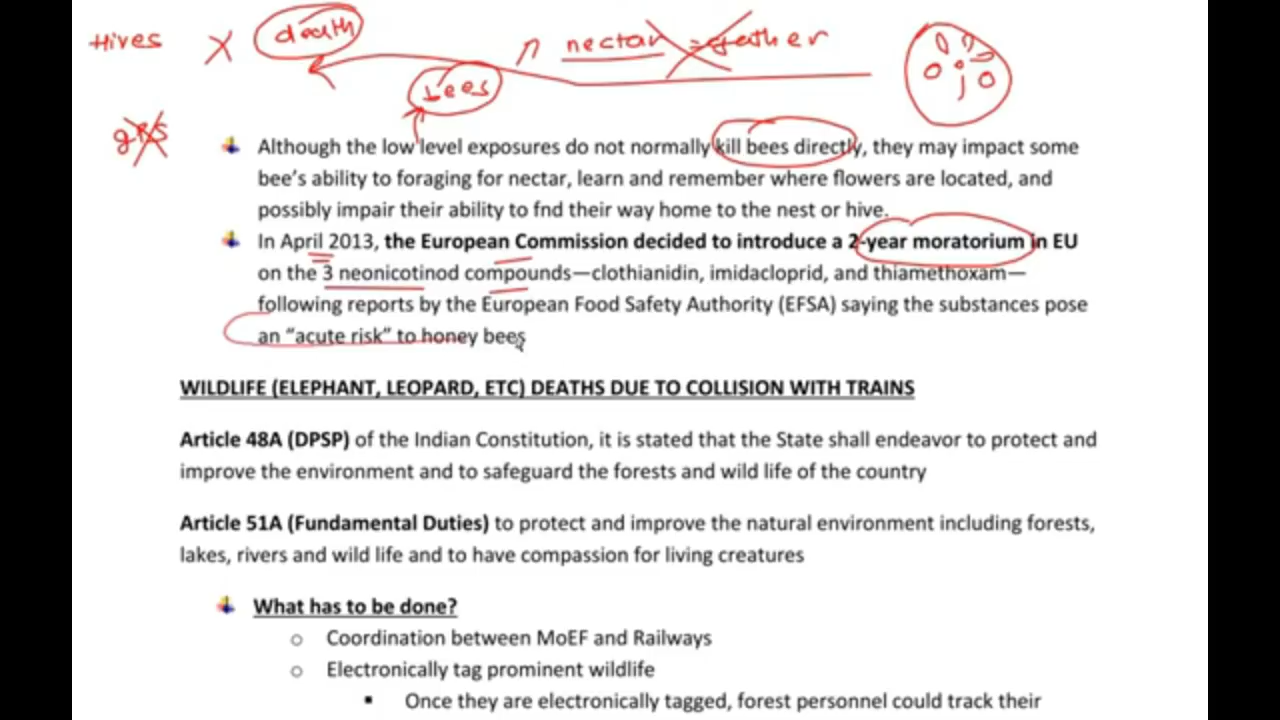 Hives X death
↗ nectar gather
bees
gps
Although the low level exposures do not normally kill bees directly, they may impact some
bee's ability to foraging for nectar, learn and remember where flowers are located, and
possibly impair their ability to fnd their way home to the nest or hive.
In April 2013, the European Commission decided to introduce a 2-year moratorium in EU
on the 3 neonicotinod compounds—clothianidin, imidacloprid, and thiamethoxam—
following reports by the European Food Safety Authority (EFSA) saying the substances pose
an "acute risk" to honey bees
WILDLIFE (ELEPHANT, LEOPARD, ETC) DEATHS DUE TO COLLISION WITH TRAINS
Article 48A (DPSP) of the Indian Constitution, it is stated that the State shall endeavor to protect and
improve the environment and to safeguard the forests and wild life of the country
Article 51A (Fundamental Duties) to protect and improve the natural environment including forests,
lakes, rivers and wild life and to have compassion for living creatures
What has to be done?
o Coordination between MoEF and Railways
o Electronically tag prominent wildlife
▪ Once they are electronically tagged, forest personnel could track their